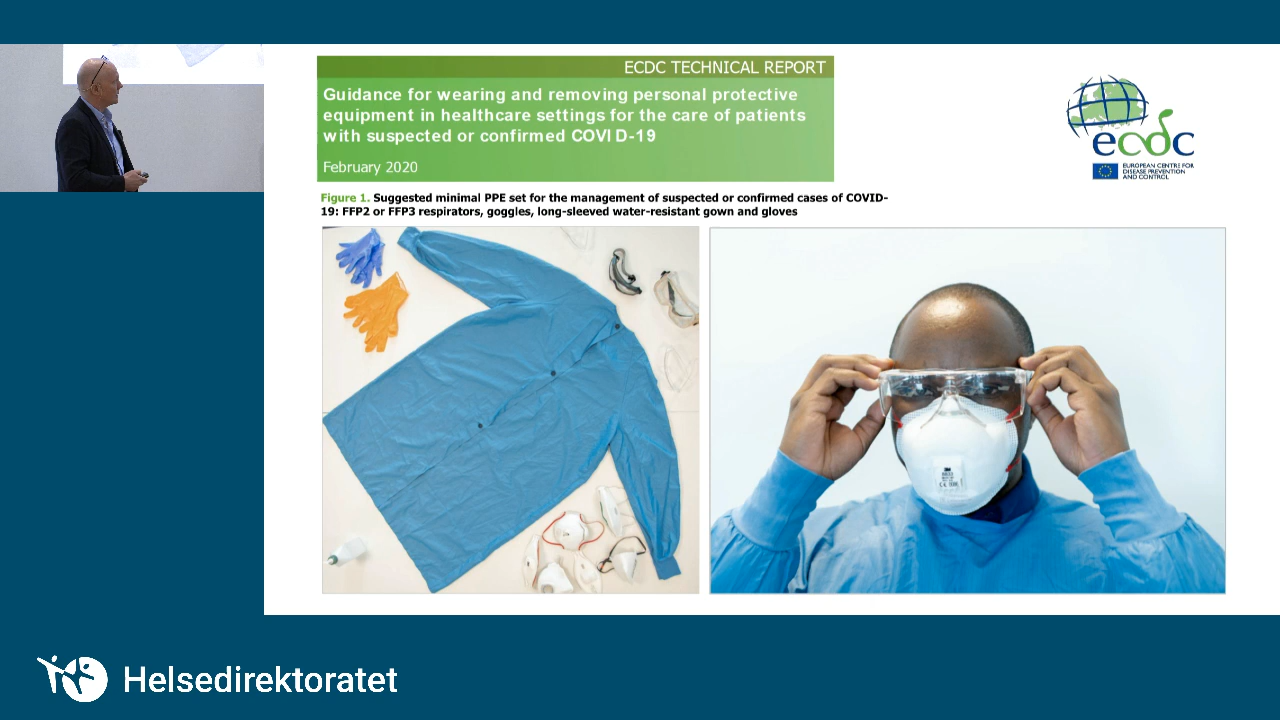 ECDC TECHNICAL REPORT
Guidance for wearing and removing personal protective
equipment in healthcare settings for the care of patients
with suspected or confirmed COVID-19
February 2020
ecdc
EUROPEAN CENTRE FOR
DISEASE PREVENTION
AND CONTROL
Figure 1. Suggested minimal PPE set for the management of suspected or confirmed cases of COVID-
19: FFP2 or FFP3 respirators, goggles, long-sleeved water-resistant gown and gloves
3M
Helsedirektoratet